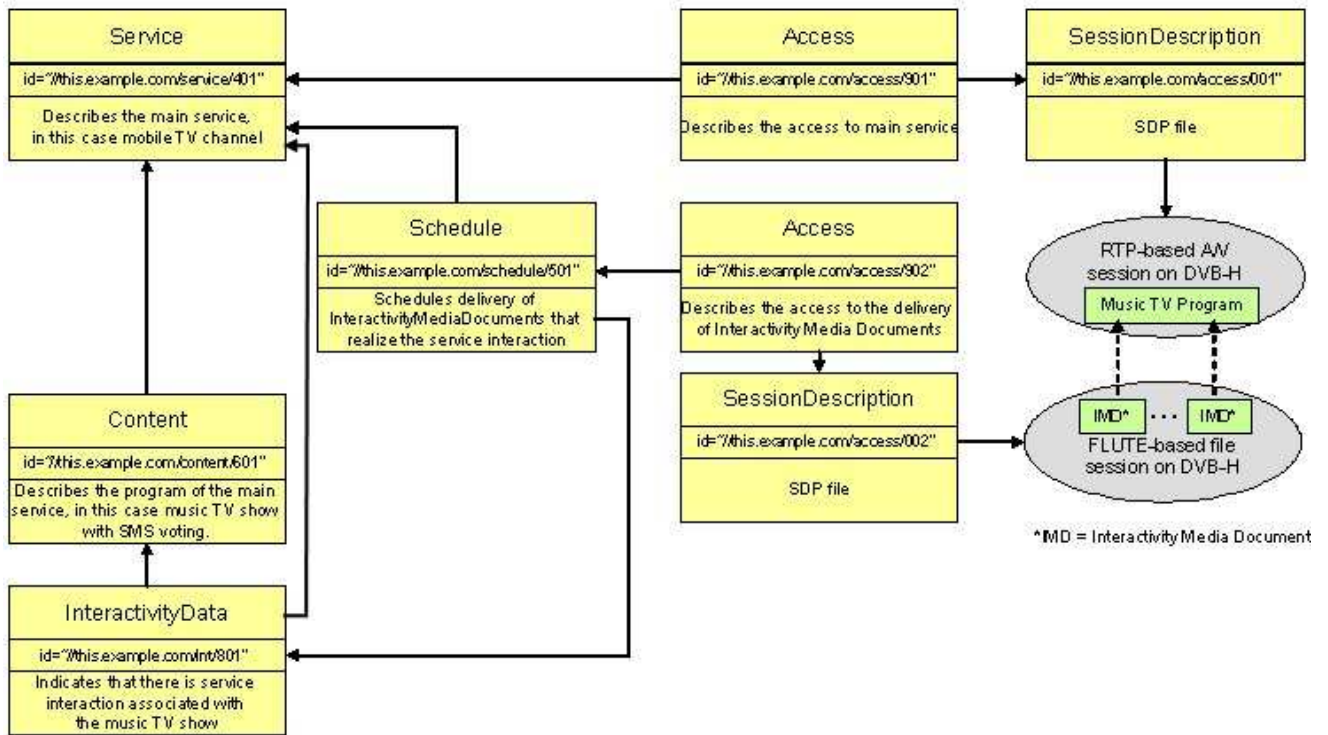 Service
id="//this.example.com/service/401"
Describes the main service,
in this case mobile TV channel
Access
id="//this.example.com/access/901"
Describes the access to main service
SessionDescription
id="//this.example.com/access/001"
SDP file
Schedule
id="//this.example.com/schedule/501"
Schedules delivery of
InteractivityMediaDocuments that
realize the service interaction
Access
id="//this.example.com/access/902"
Describes the access to the delivery
of Interactivity Media Documents
RTP-based A/V
session on DVB-H
Music TV Program
SessionDescription
id="//this.example.com/access/002"
SDP file
IMD* ... IMD*
FLUTE-based file
session on DVB-H
*IMD = Interactivity Media Document
Content
id="//this.example.com/content/601"
Describes the program of the main
service, in this case music TV show
with SMS voting.
InteractivityData
id="//this.example.com/int/801"
Indicates that there is service
interaction associated with
the music TV show